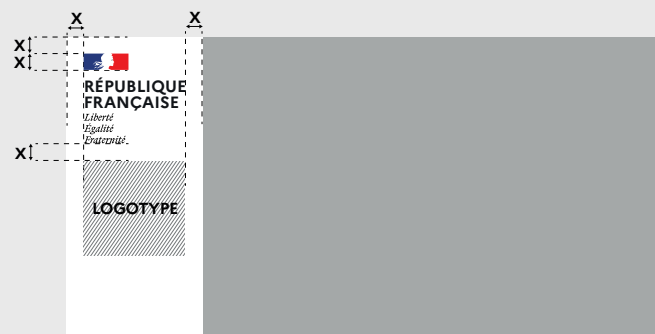 X
X
X
X
RÉPUBLIQUE
FRANÇAISE
Liberté
Égalité
Fraternité
X
LOGOTYPE